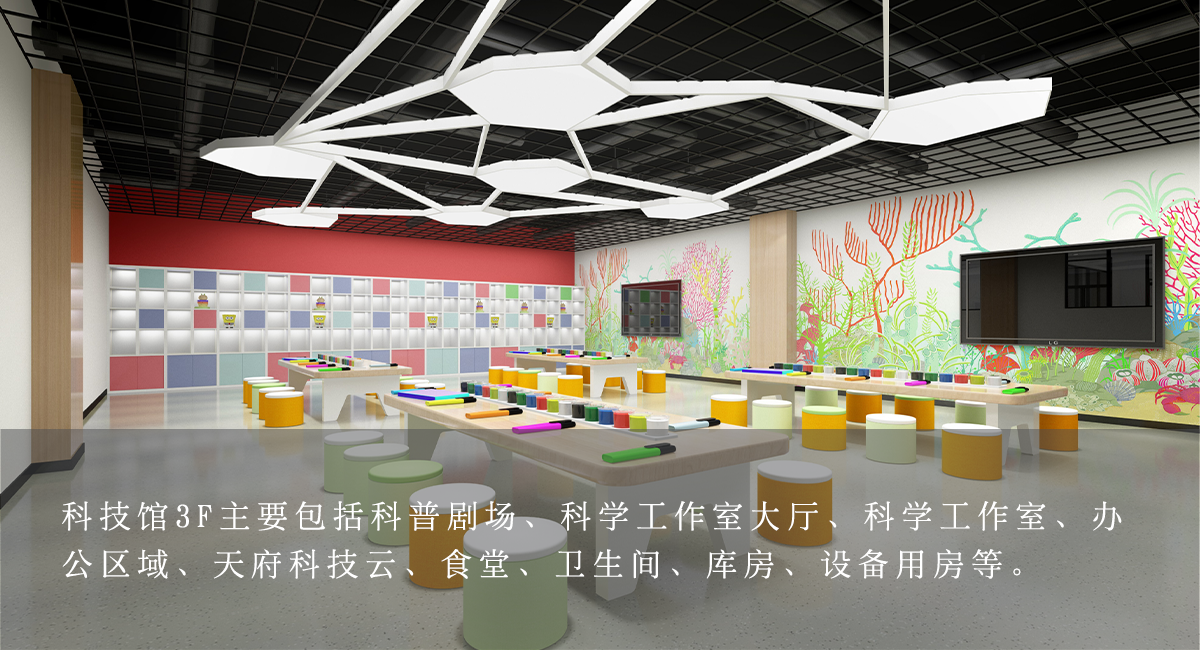 LG
科技馆3F主要包括科普剧场、科学工作室大厅、科学工作室、办
公区域、天府科技云、食堂、卫生间、库房、设备用房等。